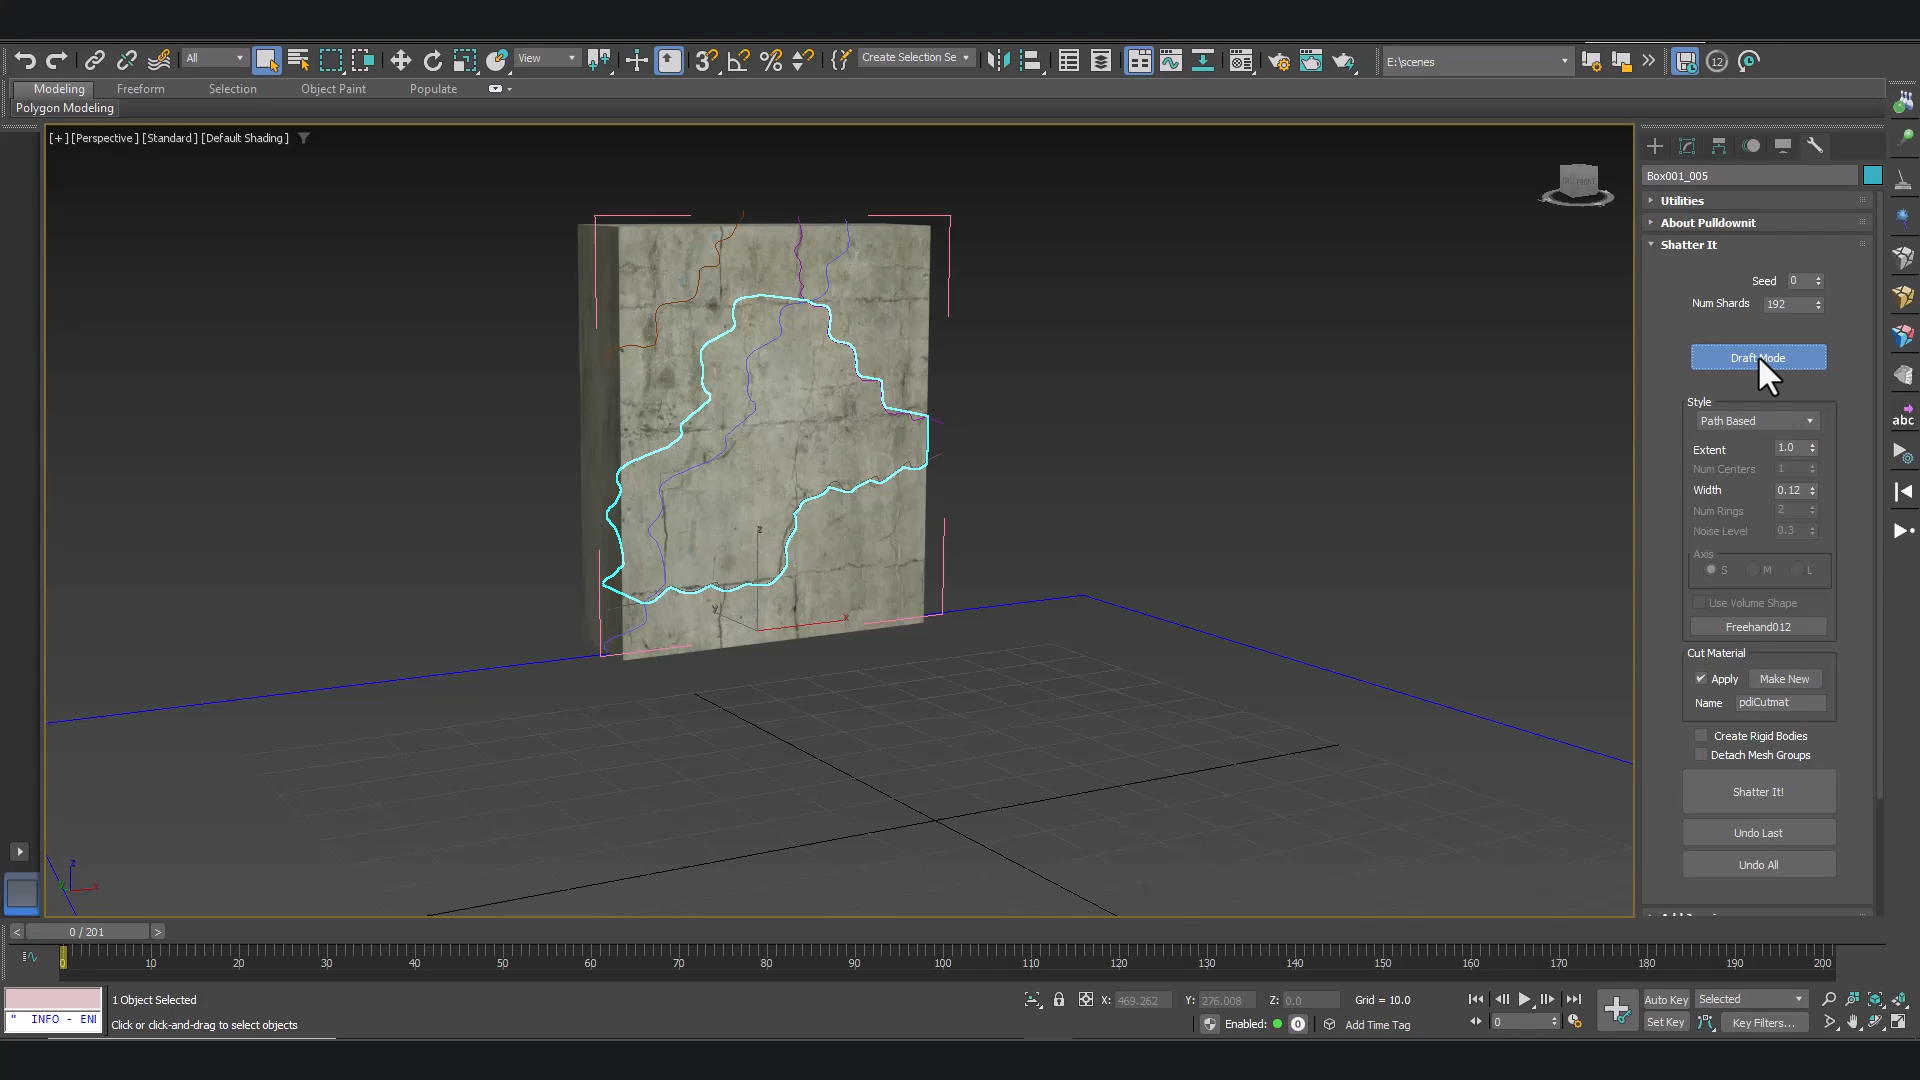 All
View
Create Selection Se
E:\scenes
12
Modeling
Freeform
Selection
Object Paint
Populate
Polygon Modeling
[+] [Perspective] [Standard] [Default Shading]
FRONT
Box001_005
Utilities
About Pulldownit
Shatter It
Seed 0
Num Shards 192
Draft Mode
Style
Path Based
Extent 1.0
Num Centers 1
Width 0.12
Num Rings 2
Noise Level 0.3
Axis
S M L
Use Volume Shape
Freehand012
Cut Material
Apply Make New
Name pdiCutmat
Create Rigid Bodies
Detach Mesh Groups
Shatter It!
Undo Last
Undo All
abc
z
Y
x
z
x
< 0 / 201 >
0 10 20 30 40 50 60 70 80 90 100 110 120 130 140 150 160 170 180 190 200
" INFO - ENI
1 Object Selected
Click or click-and-drag to select objects
X: 469.262 Y: 276.008 Z: 0.0 Grid = 10.0
Enabled: 0 Add Time Tag
0
Auto Key Selected
Set Key Key Filters...